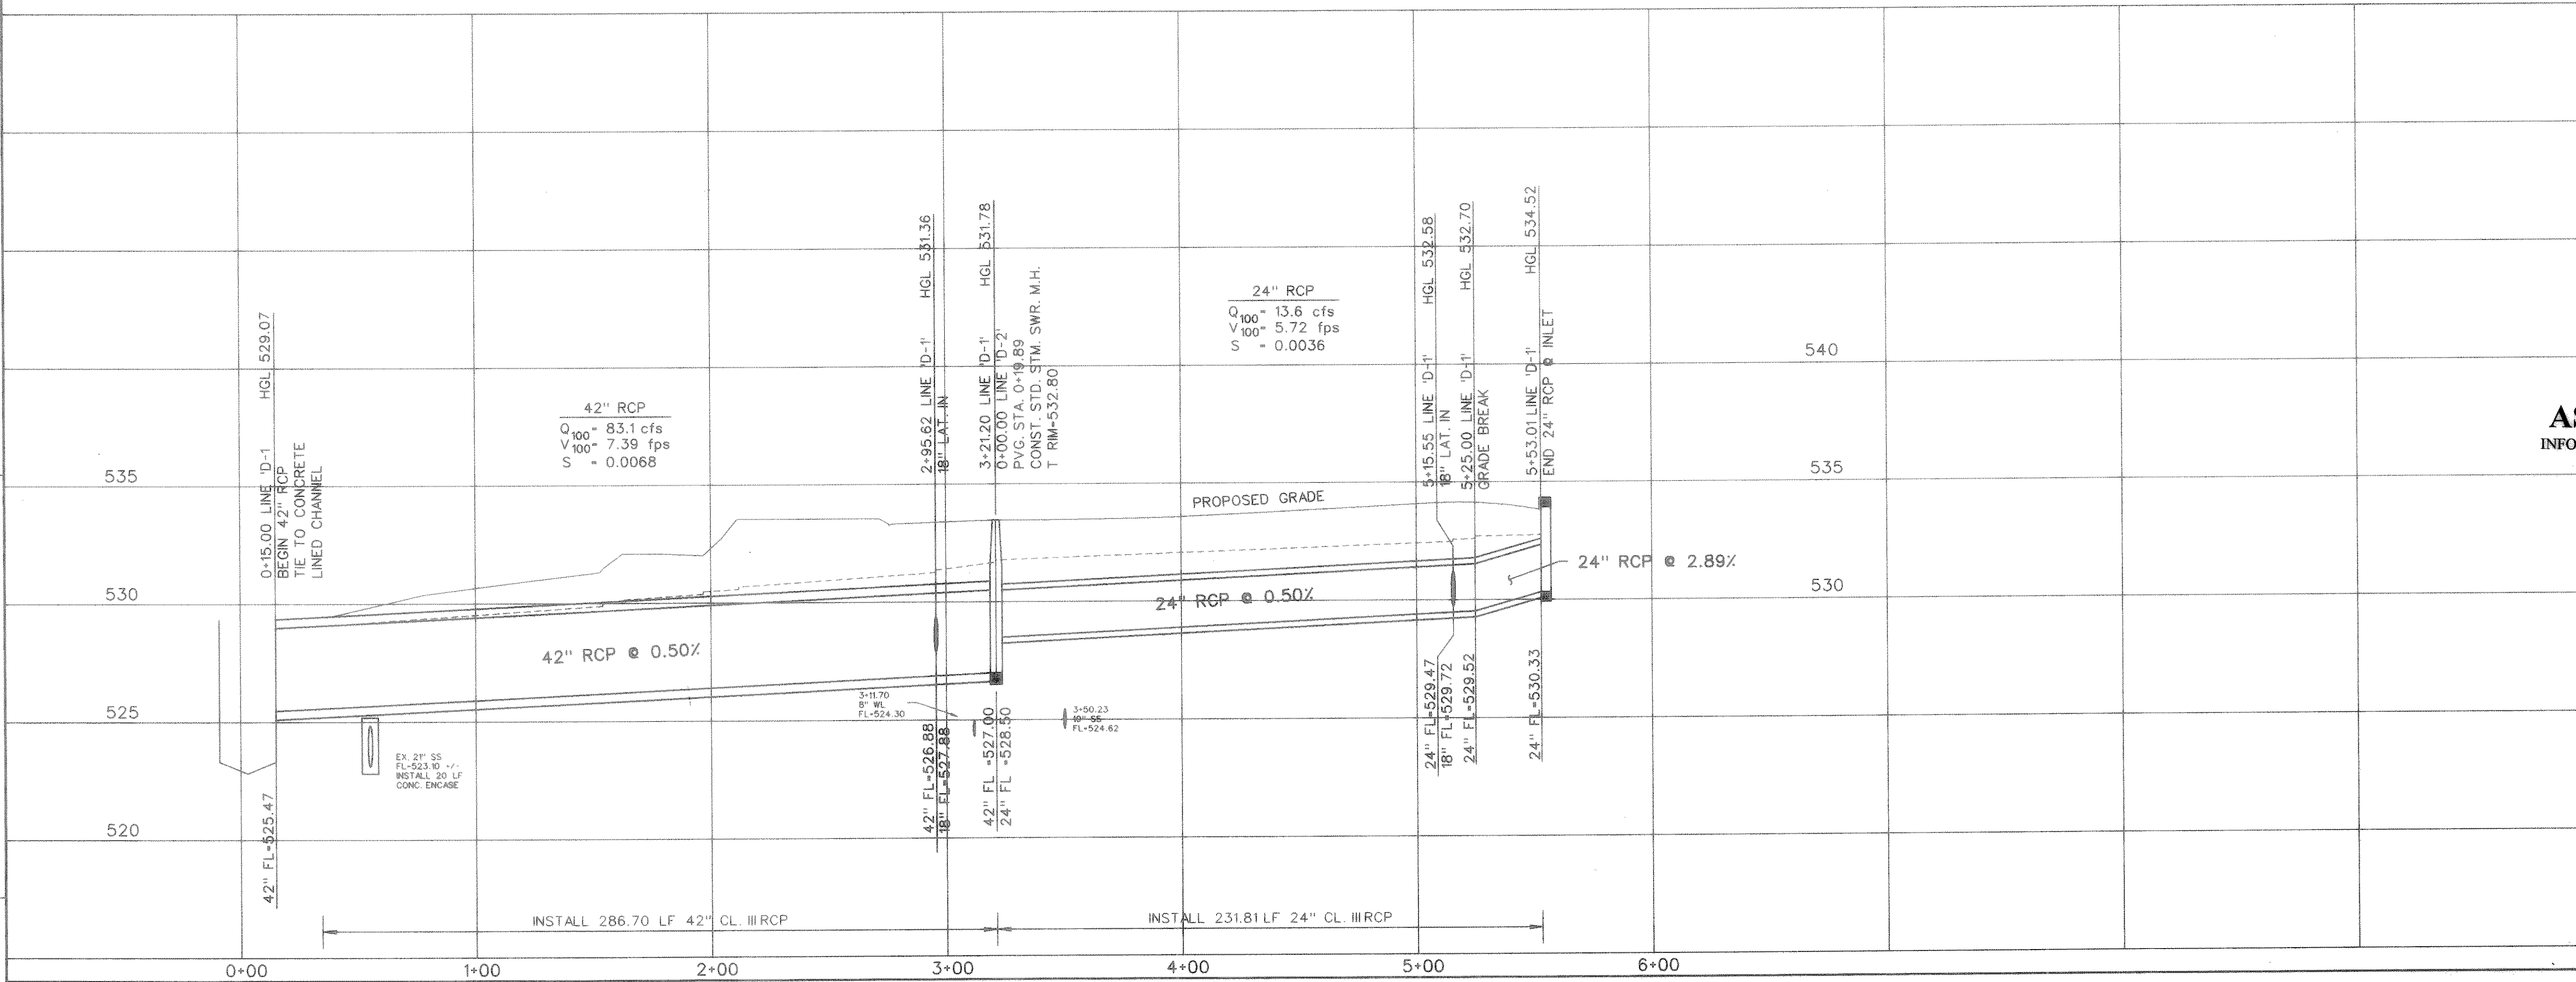 0+15.00 LINE 'D-1 HGL 529.07
BEGIN 42" RCP
TIE TO CONCRETE
LINED CHANNEL
42" RCP
Q100= 83.1 cfs
V100= 7.39 fps
S = 0.0068
2+95.62 LINE 'D-1' HGL 531.36
18" LAT. IN
3+21.20 LINE 'D-1' HGL 531.78
0+00.00 LINE 'D-2'
PVG. STA. 0+19.89
CONST. STD. STM. SWR. M.H.
T RIM=532.80
24" RCP
Q100= 13.6 cfs
V100= 5.72 fps
S = 0.0036
5+15.55 LINE 'D-1' HGL 532.58
18" LAT. IN
5+25.00 LINE 'D-1' HGL 532.70
GRADE BREAK
5+53.01 LINE 'D-1' HGL 534.52
END 24" RCP @ INLET
540
535
535
530
530
525
520
PROPOSED GRADE
42" RCP @ 0.50%
24" RCP @ 0.50%
24" RCP @ 2.89%
EX. 21" SS
FL=523.10 +/-
INSTALL 20 LF
CONC. ENCASE
3+11.70
8" WL
FL=524.30
3+50.23
10" SS
FL=524.62
42" FL=525.47
42" FL=526.88
18" FL=527.88
42" FL =527.00
24" FL =528.50
24" FL=529.47
18" FL=529.72
24" FL=529.52
24" FL=530.33
INSTALL 286.70 LF 42" CL. III RCP
INSTALL 231.81 LF 24" CL. III RCP
0+00
1+00
2+00
3+00
4+00
5+00
6+00